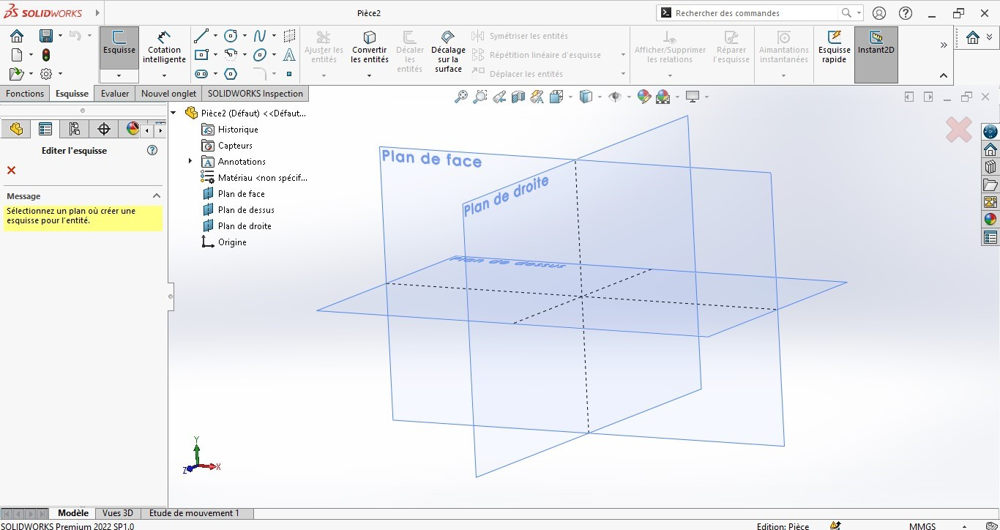 SOLIDWORKS
Pièce2
Rechercher des commandes
?
Esquisse
Cotation
intelligente
Ajuster les
entités
Convertir
les entités
Décaler
les
entités
Décalage
sur la
surface
Symétriser les entités
Répétition linéaire d'esquisse
Déplacer les entités
Afficher/Supprimer
les relations
Réparer
l'esquisse
Aimantations
instantanées
Esquisse
rapide
Instant2D
Fonctions
Esquisse
Evaluer
Nouvel onglet
SOLIDWORKS Inspection
Editer l'esquisse
?
Message
Sélectionnez un plan où créer une
esquisse pour l'entité.
Pièce2 (Défaut) <<Défaut...
Historique
Capteurs
Annotations
Matériau <non spécif...
Plan de face
Plan de dessus
Plan de droite
Origine
Plan de face
Plan de droite
Plan de dessus
Y
Z
X
Modèle
Vues 3D
Etude de mouvement 1
SOLIDWORKS Premium 2022 SP1.0
Edition: Pièce
MMGS